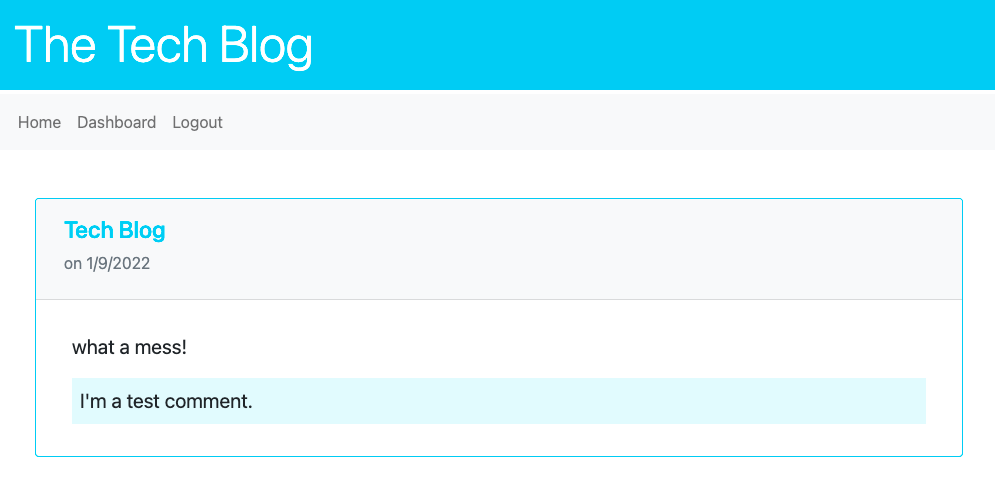 The Tech Blog
Home Dashboard Logout
Tech Blog
on 1/9/2022
what a mess!
I'm a test comment.